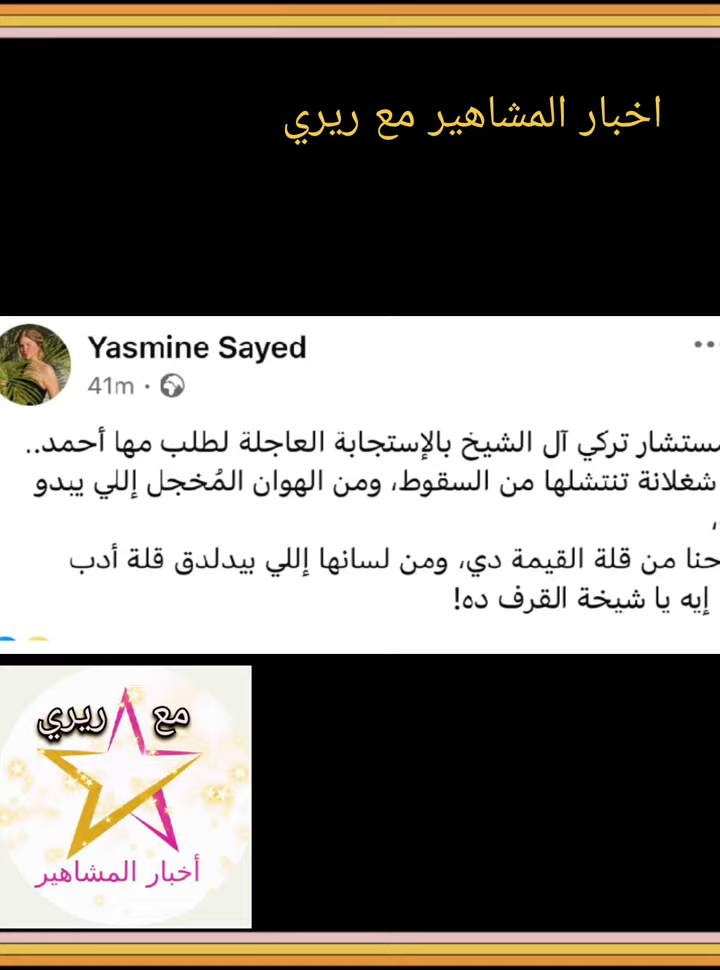 اخبار المشاهير مع ريري
Yasmine Sayed
41m ·
ستشار تركي آل الشيخ بالإستجابة العاجلة لطلب مها أحمد..
شغلانة تنتشلها من السقوط، ومن الهوان المُخجل إللي يبدو
،
حنا من قلة القيمة دي، ومن لسانها إللي بيدلدق قلة أدب
إيه يا شيخة القرف ده!
مع ريري
أخبار المشاهير